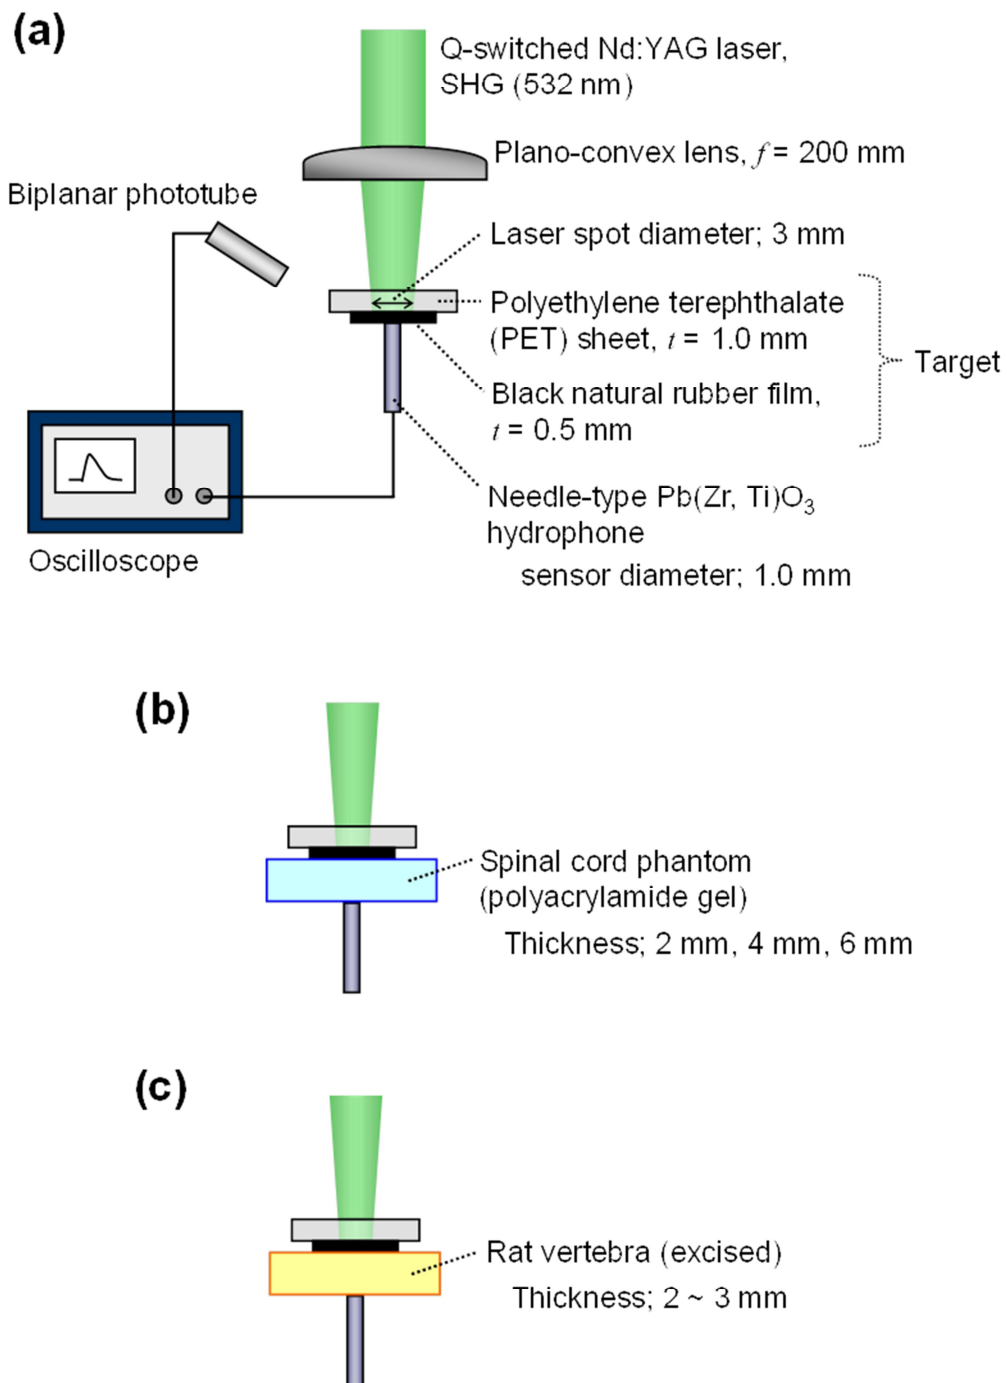 (a)
Q-switched Nd:YAG laser,
SHG (532 nm)
Plano-convex lens, f = 200 mm
Biplanar phototube
Laser spot diameter; 3 mm
Polyethylene terephthalate
(PET) sheet, t = 1.0 mm
Target
Black natural rubber film,
t = 0.5 mm
Needle-type Pb(Zr, Ti)O₃
hydrophone
sensor diameter; 1.0 mm
Oscilloscope
(b)
Spinal cord phantom
(polyacrylamide gel)
Thickness; 2 mm, 4 mm, 6 mm
(c)
Rat vertebra (excised)
Thickness; 2 ~ 3 mm